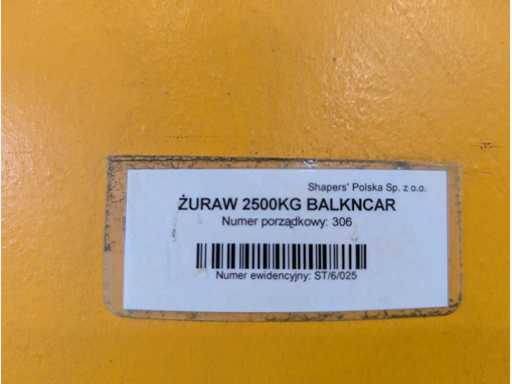 Shapers' Polska Sp. z o.o.
ŻURAW 2500KG BALKNCAR
Numer porządkowy: 306
Numer ewidencyjny: ST/6/025